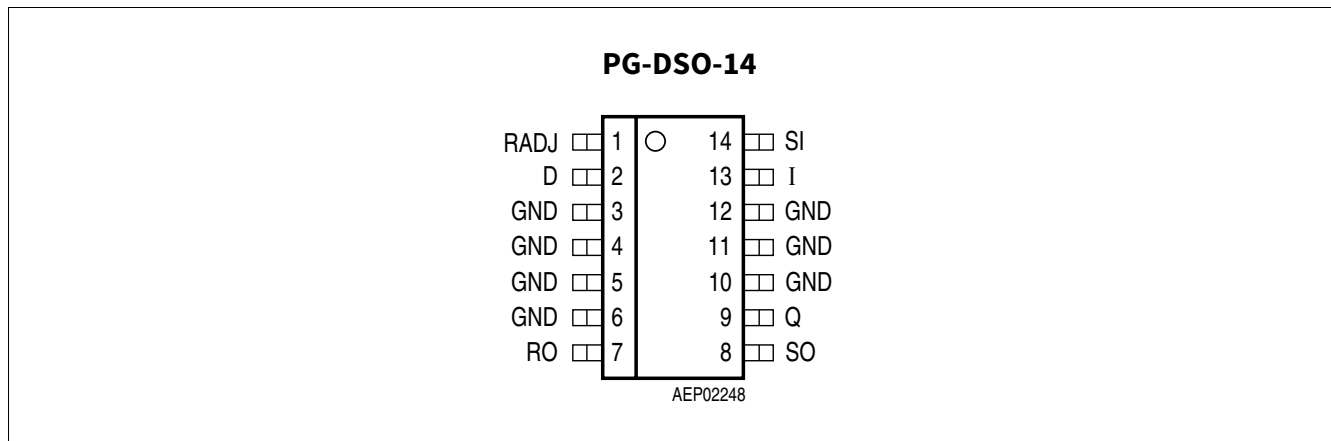 PG-DSO-14
RADJ 1 14 SI
D 2 13 I
GND 3 12 GND
GND 4 11 GND
GND 5 10 GND
GND 6 9 Q
RO 7 8 SO
AEP02248